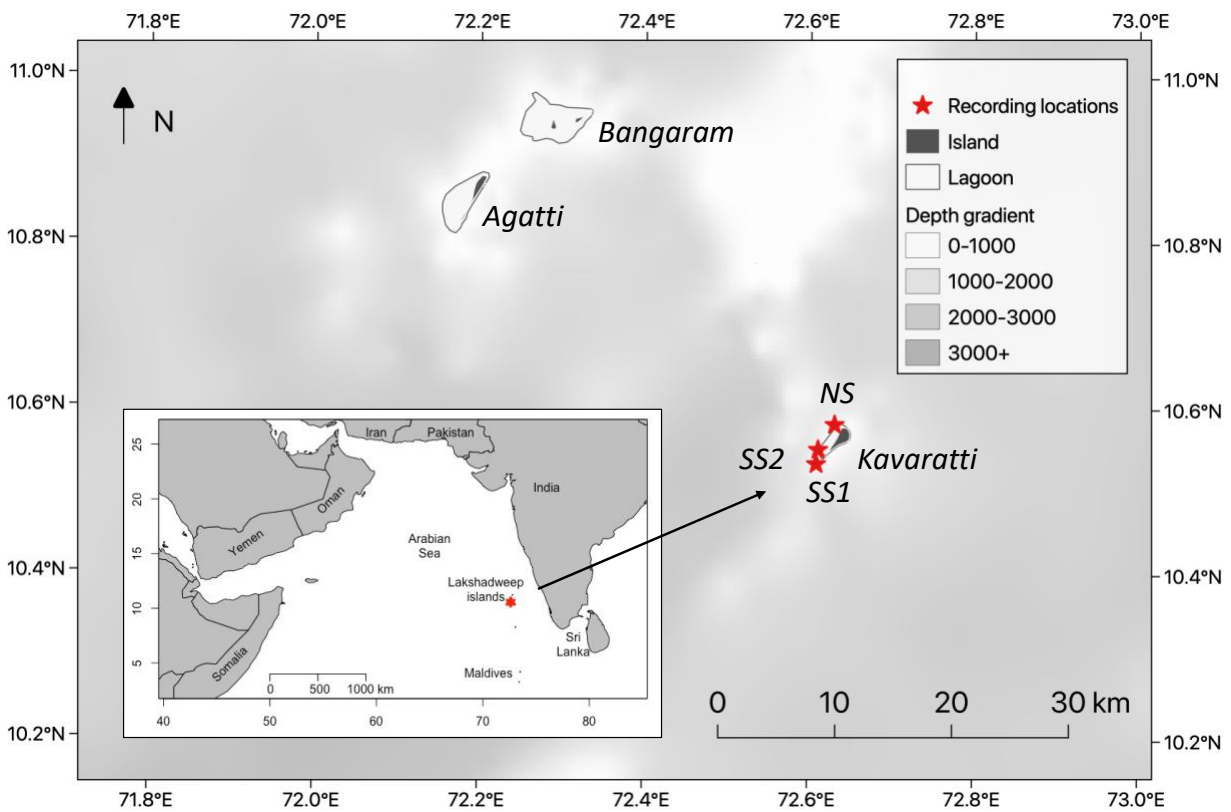 71.8°E 72.0°E 72.2°E 72.4°E 72.6°E 72.8°E 73.0°E
11.0°N
11.0°N
N
Bangaram
Agatti
Recording locations
Island
Lagoon
Depth gradient
0-1000
1000-2000
2000-3000
3000+
10.8°N
10.8°N
10.6°N
10.6°N
NS
SS2
Kavaratti
SS1
25
20
15
10
5
Iran
Pakistan
India
Oman
Yemen
Arabian
Sea
Lakshadweep
islands
Sri
Lanka
Somalia
Maldives
0 500 1000 km
40 50 60 70 80
10.4°N
10.4°N
0 10 20 30 km
10.2°N
10.2°N
71.8°E 72.0°E 72.2°E 72.4°E 72.6°E 72.8°E 73.0°E